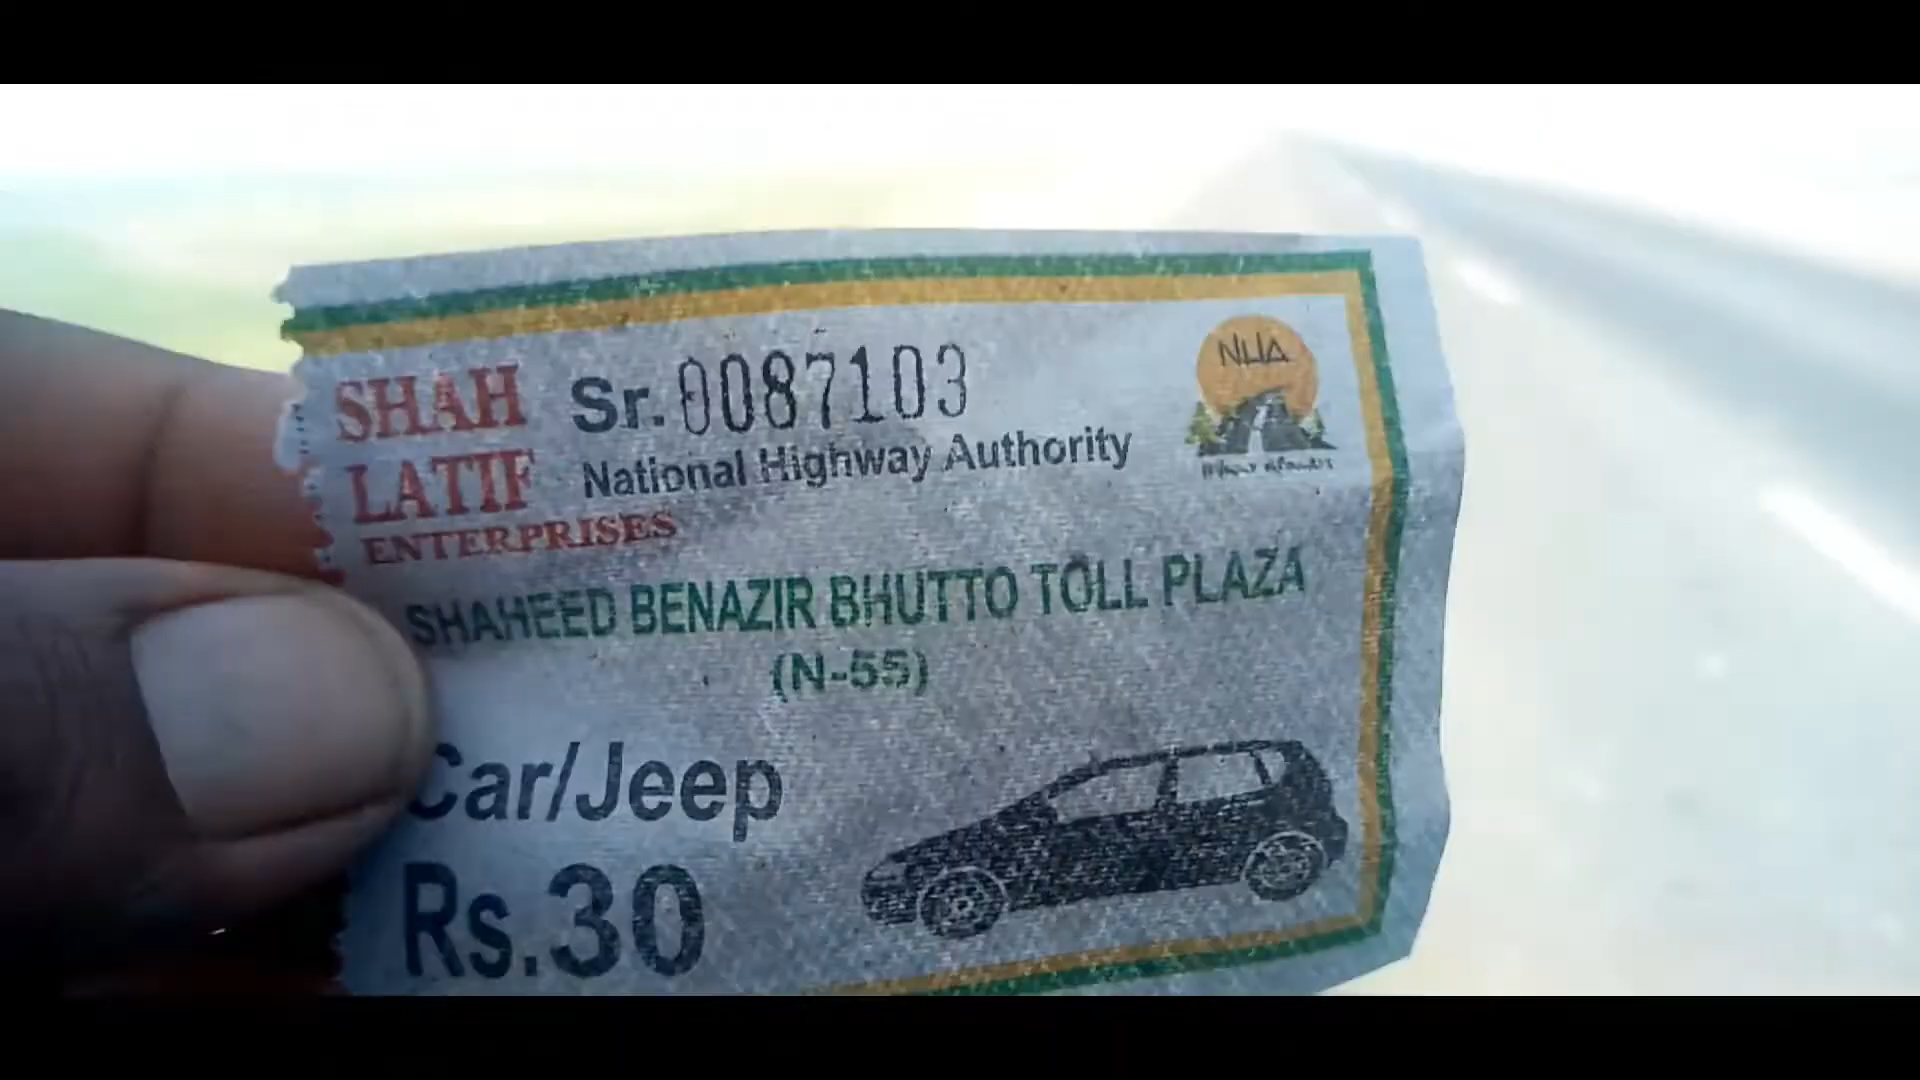 SHAH
LATIF
ENTERPRISES
Sr. 0087103
National Highway Authority
NHA
SHAHEED BENAZIR BHUTTO TOLL PLAZA
(N-55)
Car/Jeep
Rs.30